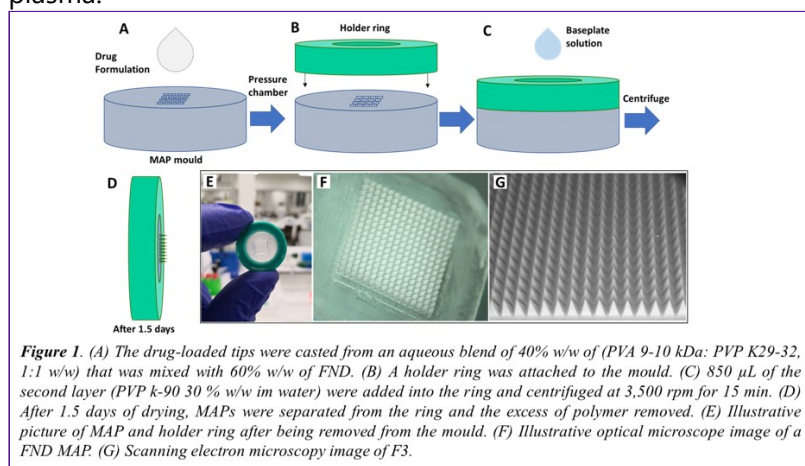 plasma.
A
B
C
Holder ring
Baseplate
solution
Drug
Formulation
Pressure
chamber
Centrifuge
MAP mould
D
E
F
G
After 1.5 days
Figure 1. (A) The drug-loaded tips were casted from an aqueous blend of 40% w/w of (PVA 9-10 kDa: PVP K29-32,
1:1 w/w) that was mixed with 60% w/w of FND. (B) A holder ring was attached to the mould. (C) 850 µL of the
second layer (PVP k-90 30 % w/w im water) were added into the ring and centrifuged at 3,500 rpm for 15 min. (D)
After 1.5 days of drying, MAPs were separated from the ring and the excess of polymer removed. (E) Illustrative
picture of MAP and holder ring after being removed from the mould. (F) Illustrative optical microscope image of a
FND MAP. (G) Scanning electron microscopy image of F3.